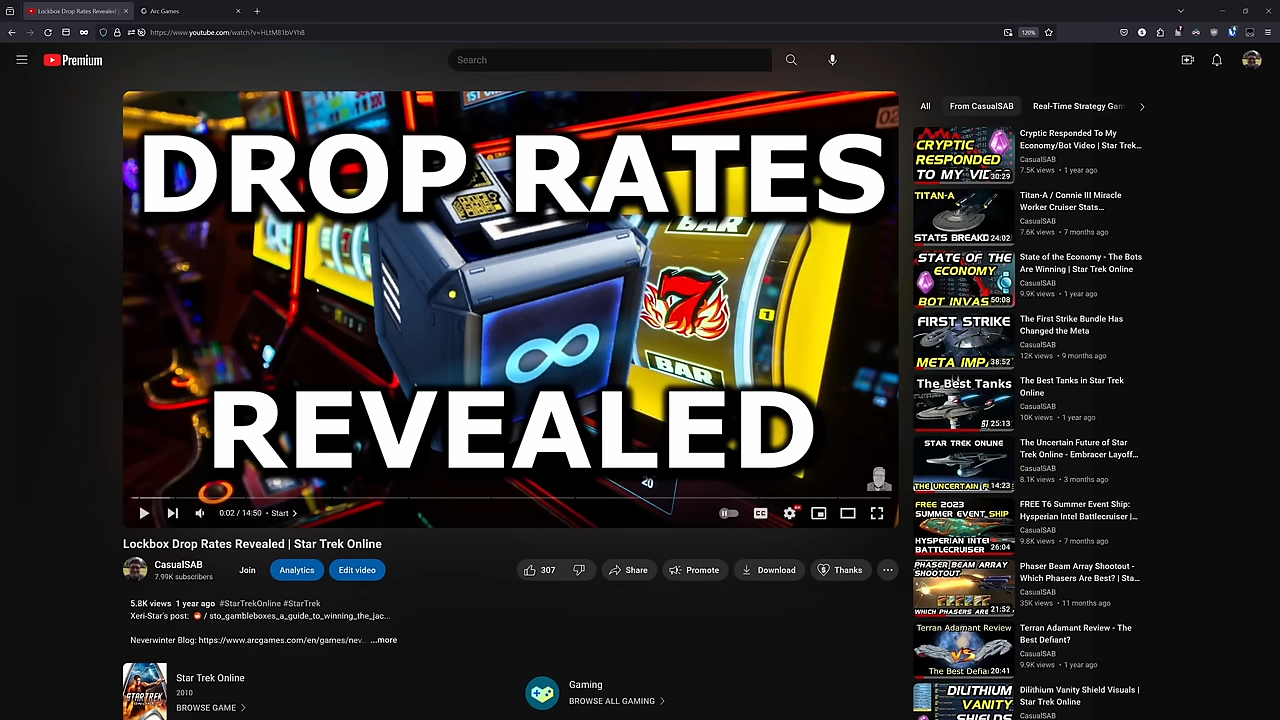 Lockbox Drop Rates Revealed |
Arc Games
https://www.youtube.com/watch?v=HLtM81bVYh8
120%
Premium
Search
DROP RATES
REVEALED
BAR
7
BAR
20
0:02 / 14:50 • Start
Lockbox Drop Rates Revealed | Star Trek Online
CasualSAB
7.99K subscribers
Join
Analytics
Edit video
307
Share
Promote
Download
Thanks
5.8K views 1 year ago #StarTrekOnline #StarTrek
Xeri-Star's post: / sto_gambleboxes_a_guide_to_winning_the_jac...
Neverwinter Blog: https://www.arcgames.com/en/games/nev... ...more
STAR TREK
ONLINE
Star Trek Online
2010
BROWSE GAME
Gaming
BROWSE ALL GAMING
All
From CasualSAB
Real-Time Strategy Gam
CRYPTIC
RESPONDED
TO MY VID
30:29
Cryptic Responded To My
Economy/Bot Video | Star Trek...
CasualSAB
7.5K views • 1 year ago
TITAN-A
STATS BREAKD
24:02
Titan-A / Connie III Miracle
Worker Cruiser Stats...
CasualSAB
7.6K views • 7 months ago
STATE OF THE
ECONOMY
BOT INVAS
50:08
State of the Economy - The Bots
Are Winning | Star Trek Online
CasualSAB
9.9K views • 1 year ago
FIRST STRIKE
META IMP
38:52
The First Strike Bundle Has
Changed the Meta
CasualSAB
12K views • 9 months ago
The Best Tanks
25:13
The Best Tanks in Star Trek
Online
CasualSAB
10K views • 1 year ago
STAR TREK ONLINE
THE UNCERTAIN F
14:23
The Uncertain Future of Star
Trek Online - Embracer Layoff...
CasualSAB
8.1K views • 3 months ago
FREE 2023
SUMMER EVENT SHIP
HYSPERIAN INTEL
BATTLECRUISER
26:04
FREE T6 Summer Event Ship:
Hysperian Intel Battlecruiser |...
CasualSAB
9.8K views • 7 months ago
PHASER BEAM ARRAY
SHOOTOUT
WHICH PHASERS ARE
21:52
Phaser Beam Array Shootout -
Which Phasers Are Best? | Sta...
CasualSAB
35K views • 11 months ago
Terran Adamant Review
VS
The Best Defia
20:41
Terran Adamant Review - The
Best Defiant?
CasualSAB
9.9K views • 1 year ago
DILITHIUM
VANITY
SHIELDS
Dilithium Vanity Shield Visuals |
Star Trek Online
CasualSAB